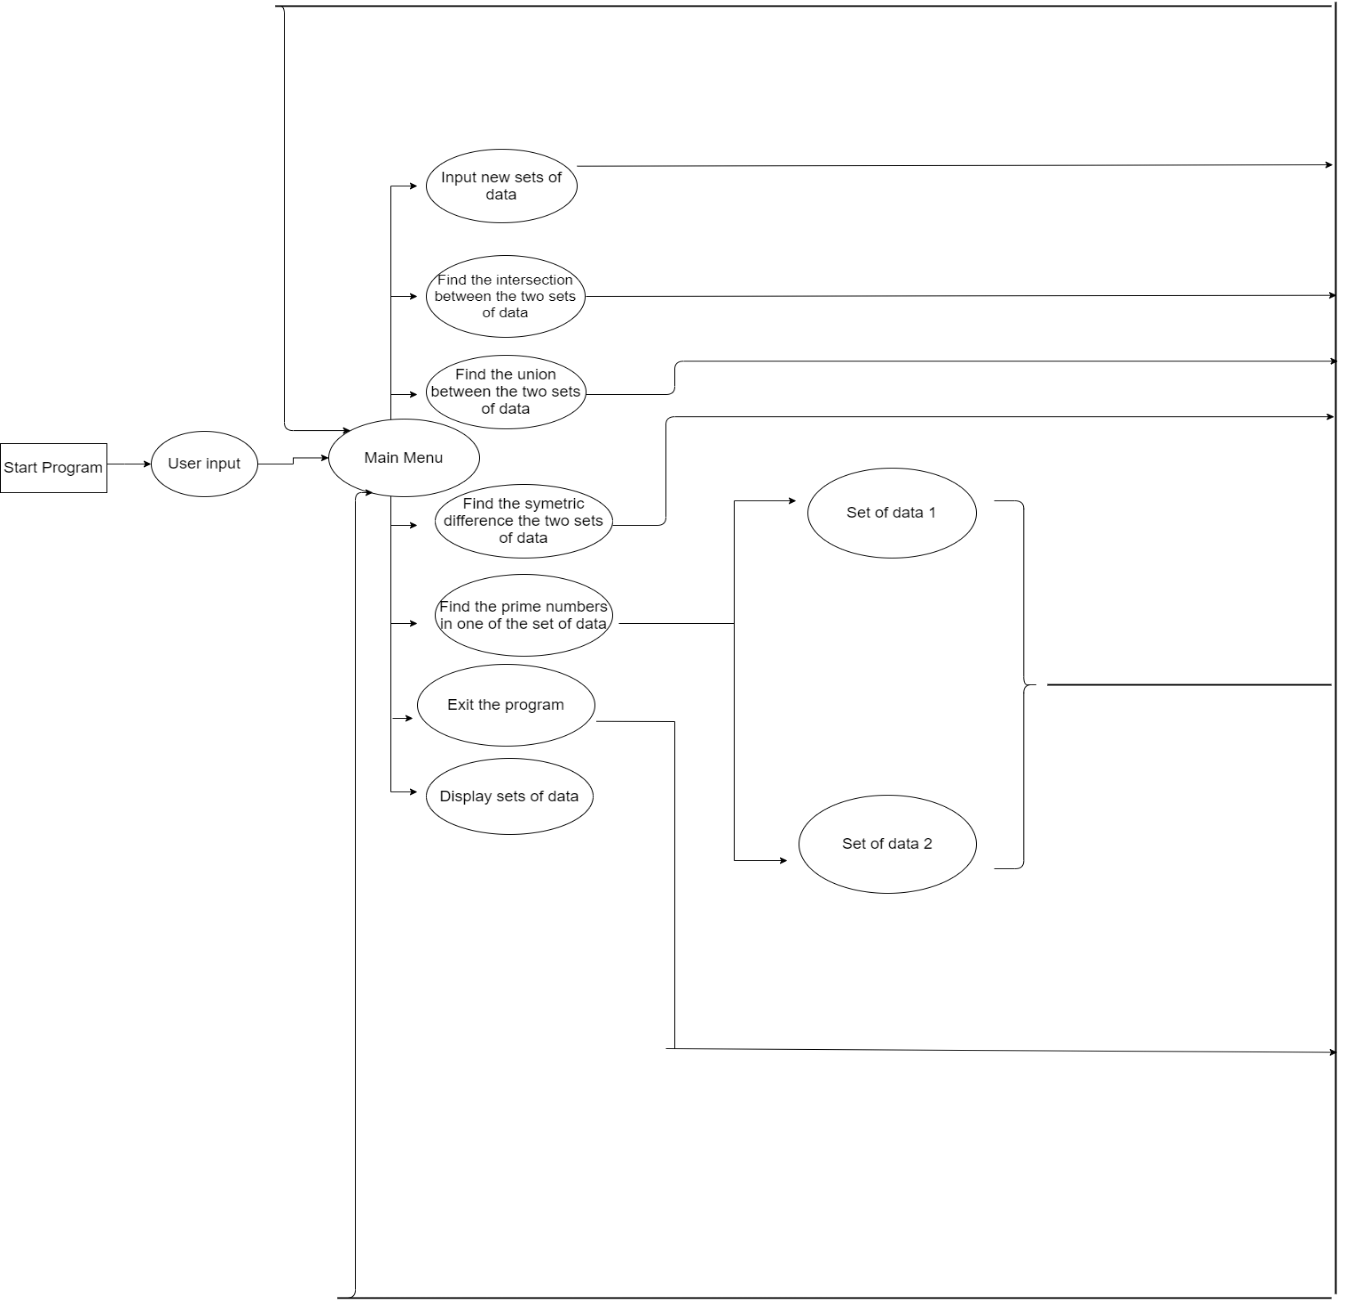 Input new sets of
data
Find the intersection
between the two sets
of data
Find the union
between the two sets
of data
Start Program
User input
Main Menu
Find the symetric
difference the two sets
of data
Set of data 1
Find the prime numbers
in one of the set of data
Exit the program
Display sets of data
Set of data 2